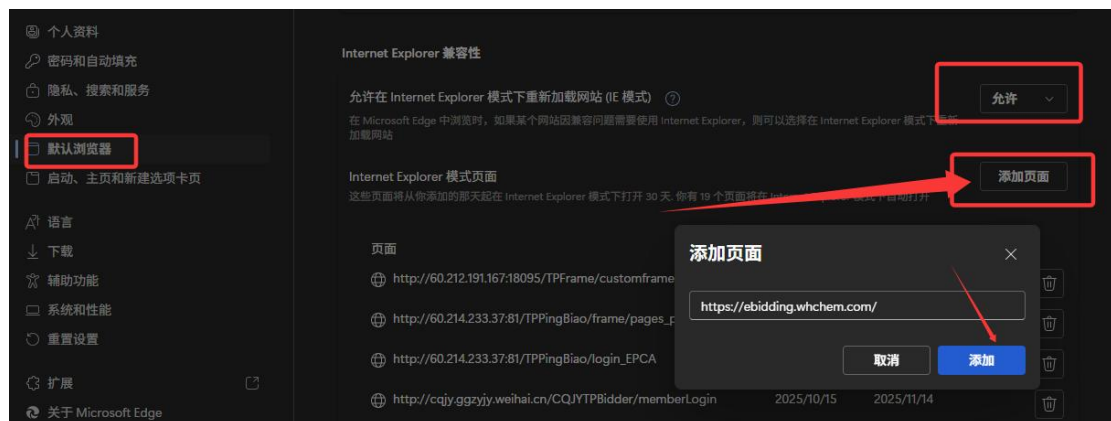 个人资料
密码和自动填充
隐私、搜索和服务
外观
默认浏览器
启动、主页和新建选项卡页
语言
下载
辅助功能
系统和性能
重置设置
扩展
关于 Microsoft Edge
Internet Explorer 兼容性
允许在 Internet Explorer 模式下重新加载网站 (IE 模式)
允许
在 Microsoft Edge 中浏览时，如果某个网站因兼容问题需要使用 Internet Explorer，则可以选择在 Internet Explorer 模式下重新
加载网站
Internet Explorer 模式页面
添加页面
这些页面将从你添加的那天起在 Internet Explorer 模式下打开 30 天. 你有 19 个页面将在 模式下自动打开
页面
http://60.212.191.167:18095/TPFrame/customframe
http://60.214.233.37:81/TPPingBiao/frame/pages_p
http://60.214.233.37:81/TPPingBiao/login_EPCA
http://cqjy.ggzyjy.weihai.cn/CQJYTPBidder/memberLogin 2025/10/15 2025/11/14
添加页面
https://ebidding.whchem.com/
取消 添加